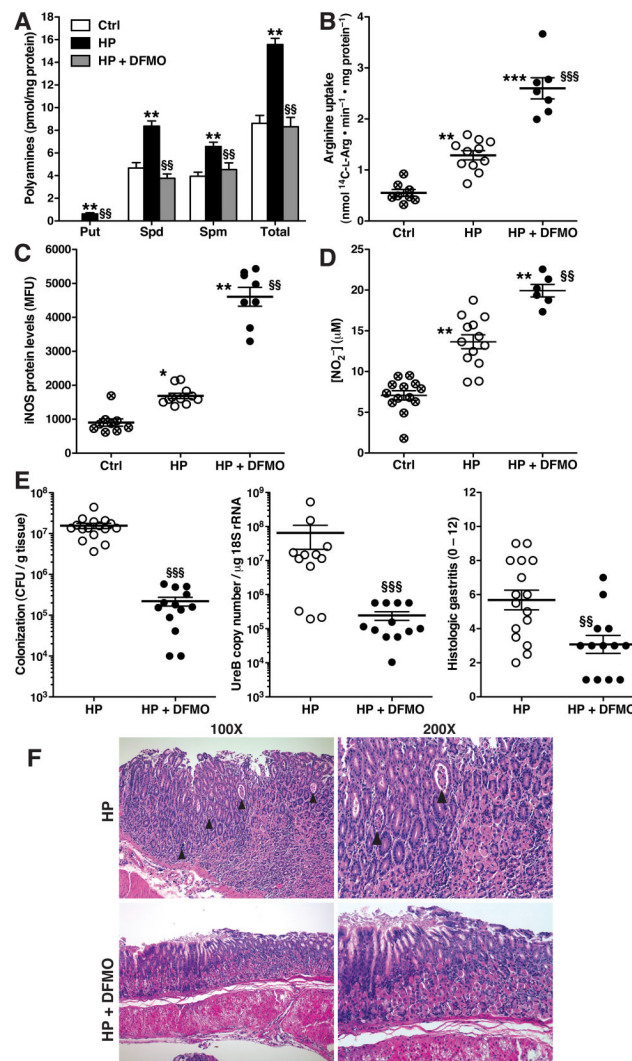 A
Polyamines (pmol/mg protein)
18
16
14
12
10
8
6
4
2
0
Ctrl
HP
HP + DFMO
**
§§
**
§§
**
§§
**
§§
Put
Spd
Spm
Total
B
Arginine uptake
(nmol ¹⁴C-L-Arg • min⁻¹ • mg protein⁻¹)
4
3
2
1
0
**
***
§§§
Ctrl
HP
HP + DFMO
C
iNOS protein levels (MFU)
6000
5000
4000
3000
2000
1000
0
*
**
§§
Ctrl
HP
HP + DFMO
D
[NO₂⁻] (μM)
25
20
15
10
5
0
**
**
§§
Ctrl
HP
HP + DFMO
E
Colonization (CFU / g tissue)
10⁸
10⁷
10⁶
10⁵
10⁴
10³
§§§
HP
HP + DFMO
UreB copy number / μg 18S rRNA
10⁹
10⁸
10⁷
10⁶
10⁵
10⁴
10³
§§§
HP
HP + DFMO
Histologic gastritis (0 – 12)
12
10
8
6
4
2
0
§§
HP
HP + DFMO
F
100X
200X
HP
HP + DFMO